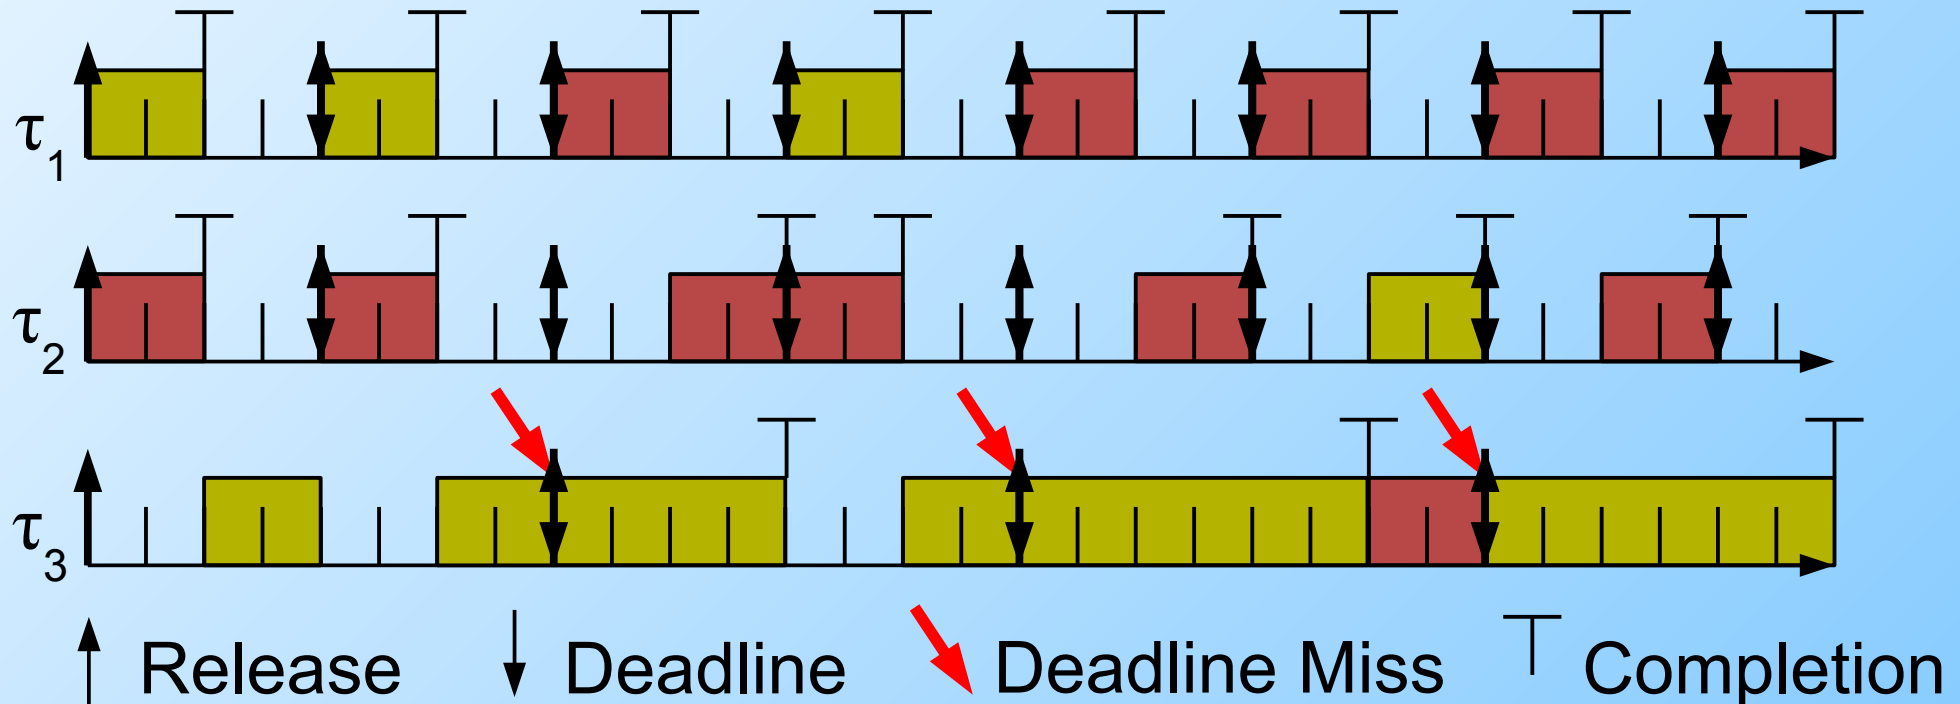 τ1
τ2
τ3
Release Deadline Deadline Miss Completion